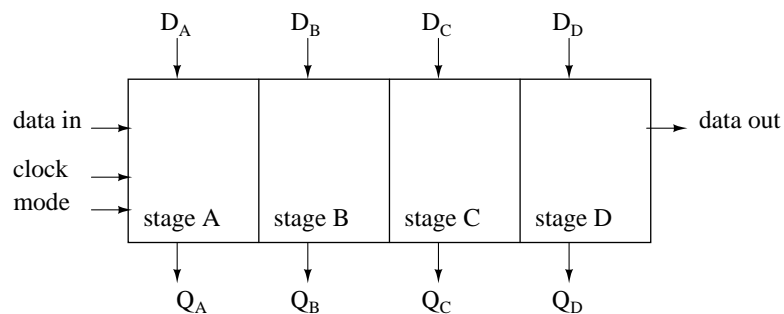 D_A D_B D_C D_D
data in
data out
clock
mode
stage A stage B stage C stage D
Q_A Q_B Q_C Q_D